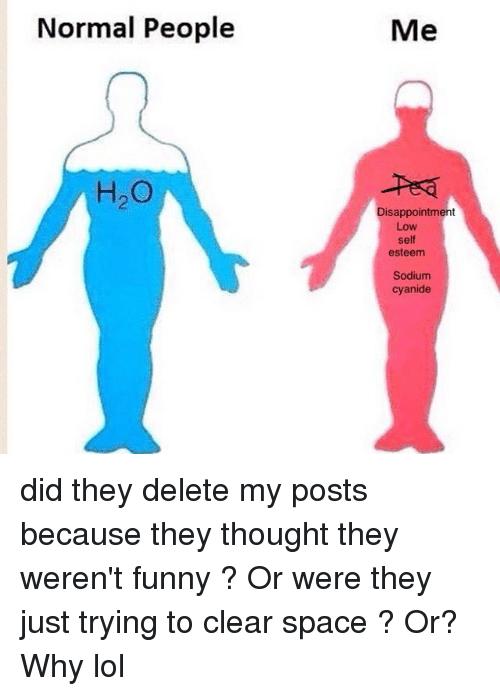 Normal People
Me
H₂O
Tea
Disappointment
Low
self
esteem
Sodium
cyanide
did they delete my posts
because they thought they
weren't funny ? Or were they
just trying to clear space ? Or?
Why lol